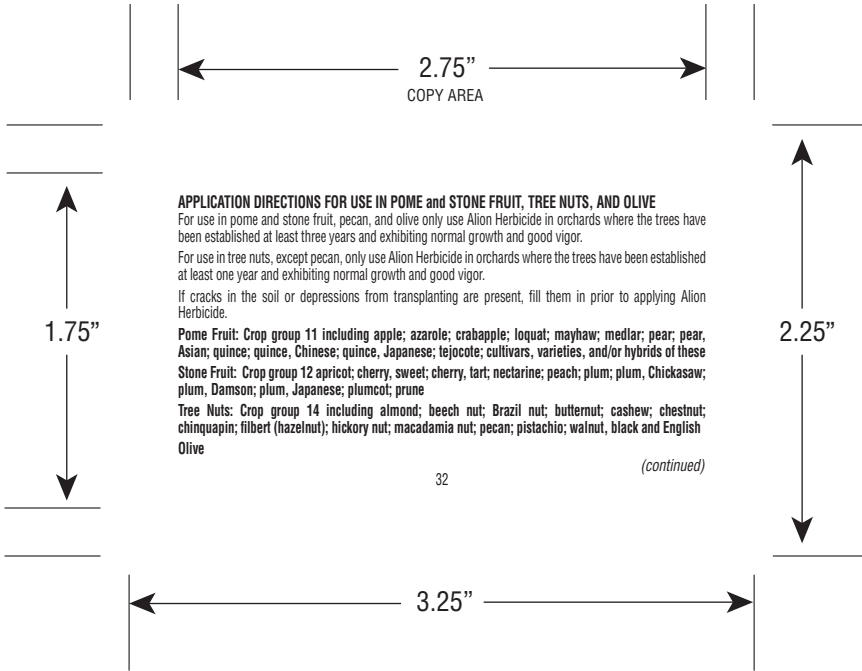 2.75”
COPY AREA
APPLICATION DIRECTIONS FOR USE IN POME and STONE FRUIT, TREE NUTS, AND OLIVE
For use in pome and stone fruit, pecan, and olive only use Alion Herbicide in orchards where the trees have
been established at least three years and exhibiting normal growth and good vigor.
For use in tree nuts, except pecan, only use Alion Herbicide in orchards where the trees have been established
at least one year and exhibiting normal growth and good vigor.
If cracks in the soil or depressions from transplanting are present, fill them in prior to applying Alion
Herbicide.
1.75”
2.25”
Pome Fruit: Crop group 11 including apple; azarole; crabapple; loquat; mayhaw; medlar; pear; pear,
Asian; quince; quince, Chinese; quince, Japanese; tejocote; cultivars, varieties, and/or hybrids of these
Stone Fruit: Crop group 12 apricot; cherry, sweet; cherry, tart; nectarine; peach; plum; plum, Chickasaw;
plum, Damson; plum, Japanese; plumcot; prune
Tree Nuts: Crop group 14 including almond; beech nut; Brazil nut; butternut; cashew; chestnut;
chinquapin; filbert (hazelnut); hickory nut; macadamia nut; pecan; pistachio; walnut, black and English
Olive
(continued)
32
3.25”